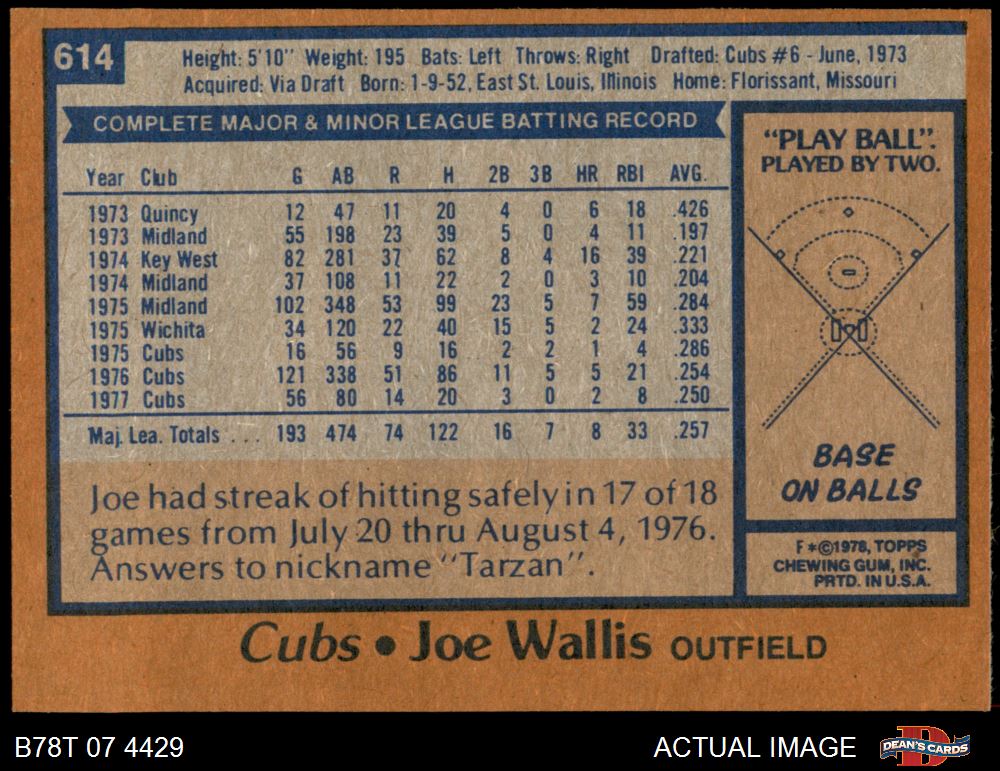 614
Height: 5'10" Weight: 195 Bats: Left Throws: Right Drafted: Cubs #6 - June, 1973
Acquired: Via Draft Born: 1-9-52, East St. Louis, Illinois Home: Florissant, Missouri
COMPLETE MAJOR & MINOR LEAGUE BATTING RECORD
Year Club G AB R H 2B 3B HR RBI AVG.
1973 Quincy 12 47 11 20 4 0 6 18 .426
1973 Midland 55 198 23 39 5 0 4 11 .197
1974 Key West 82 281 37 62 8 4 16 39 .221
1974 Midland 37 108 11 22 2 0 3 10 .204
1975 Midland 102 348 53 99 23 5 7 59 .284
1975 Wichita 34 120 22 40 15 5 2 24 .333
1975 Cubs 16 56 9 16 2 2 1 4 .286
1976 Cubs 121 338 51 86 11 5 5 21 .254
1977 Cubs 56 80 14 20 3 0 2 8 .250
Maj. Lea. Totals . . . 193 474 74 122 16 7 8 33 .257
Joe had streak of hitting safely in 17 of 18
games from July 20 thru August 4, 1976.
Answers to nickname "Tarzan".
"PLAY BALL".
PLAYED BY TWO.
BASE
ON BALLS
F*©1978, TOPPS
CHEWING GUM, INC.
PRTD. IN U.S.A.
Cubs • Joe Wallis OUTFIELD
B78T 07 4429
ACTUAL IMAGE
DEAN'S CARDS